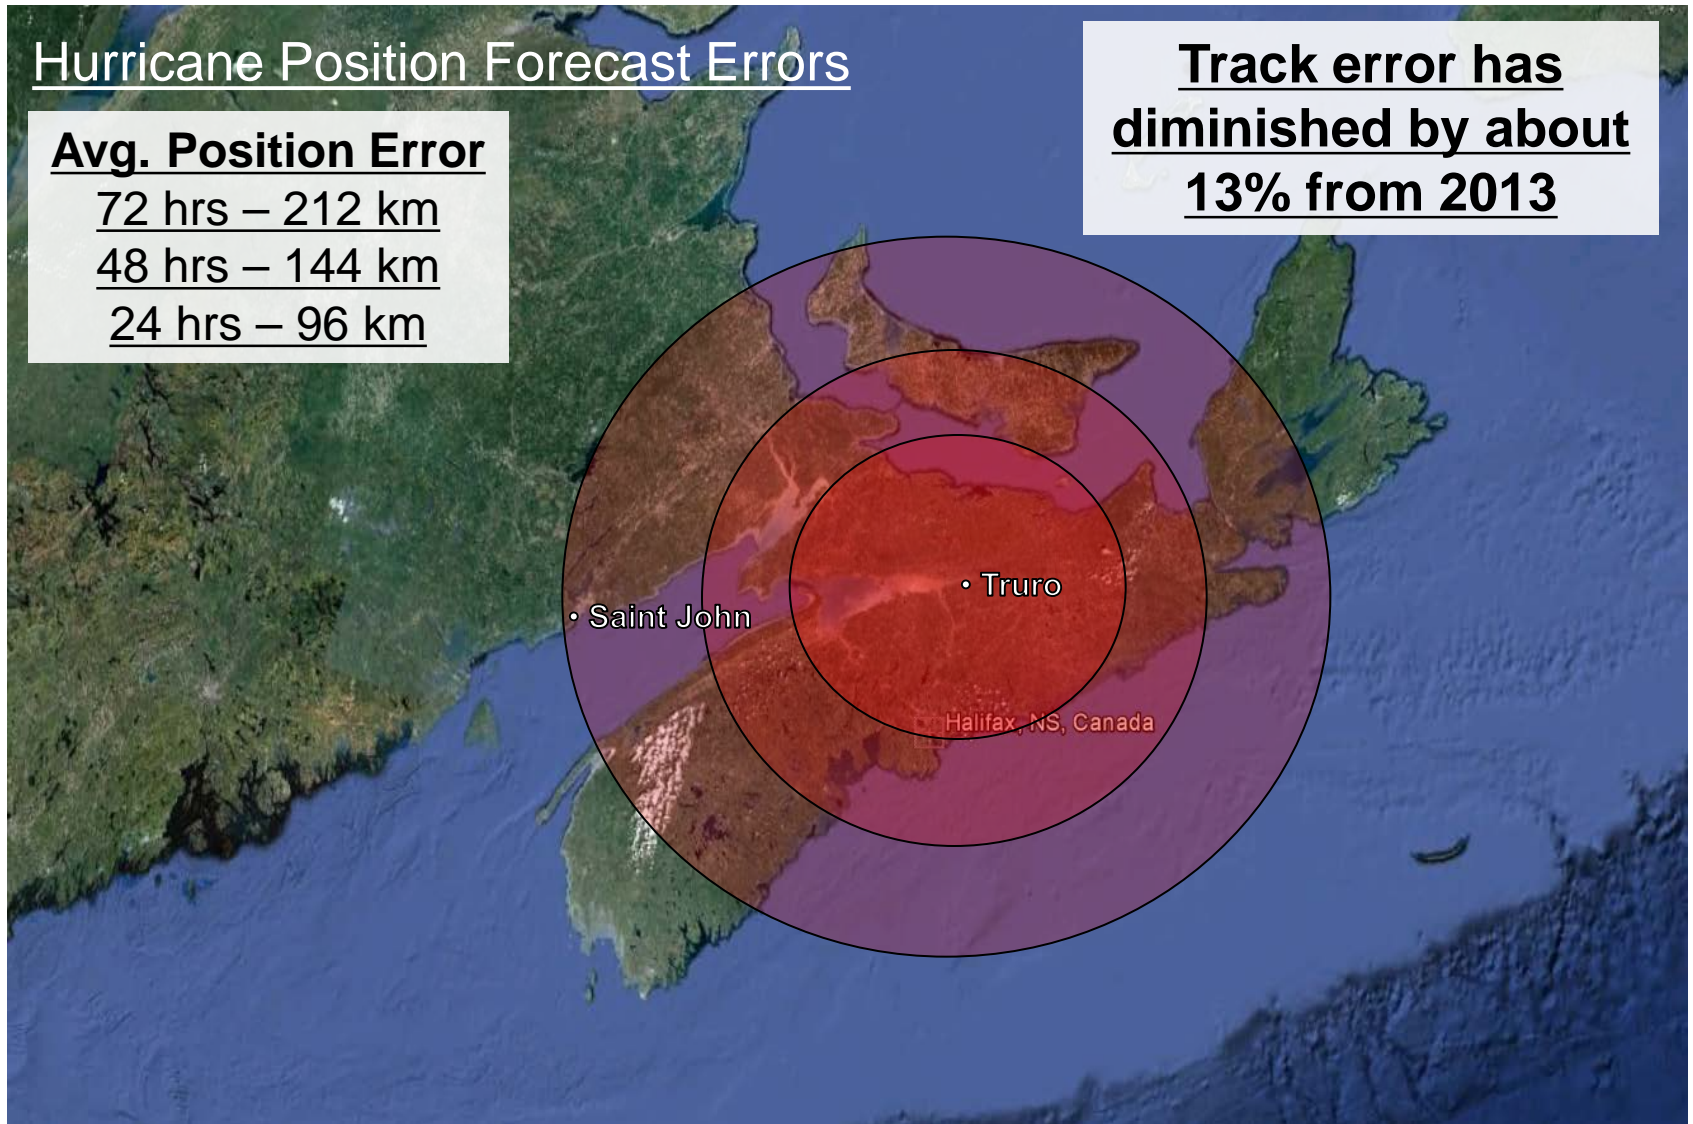 Hurricane Position Forecast Errors
Avg. Position Error
72 hrs – 212 km
48 hrs – 144 km
24 hrs – 96 km
Track error has
diminished by about
13% from 2013
Truro
Saint John
Halifax, NS, Canada